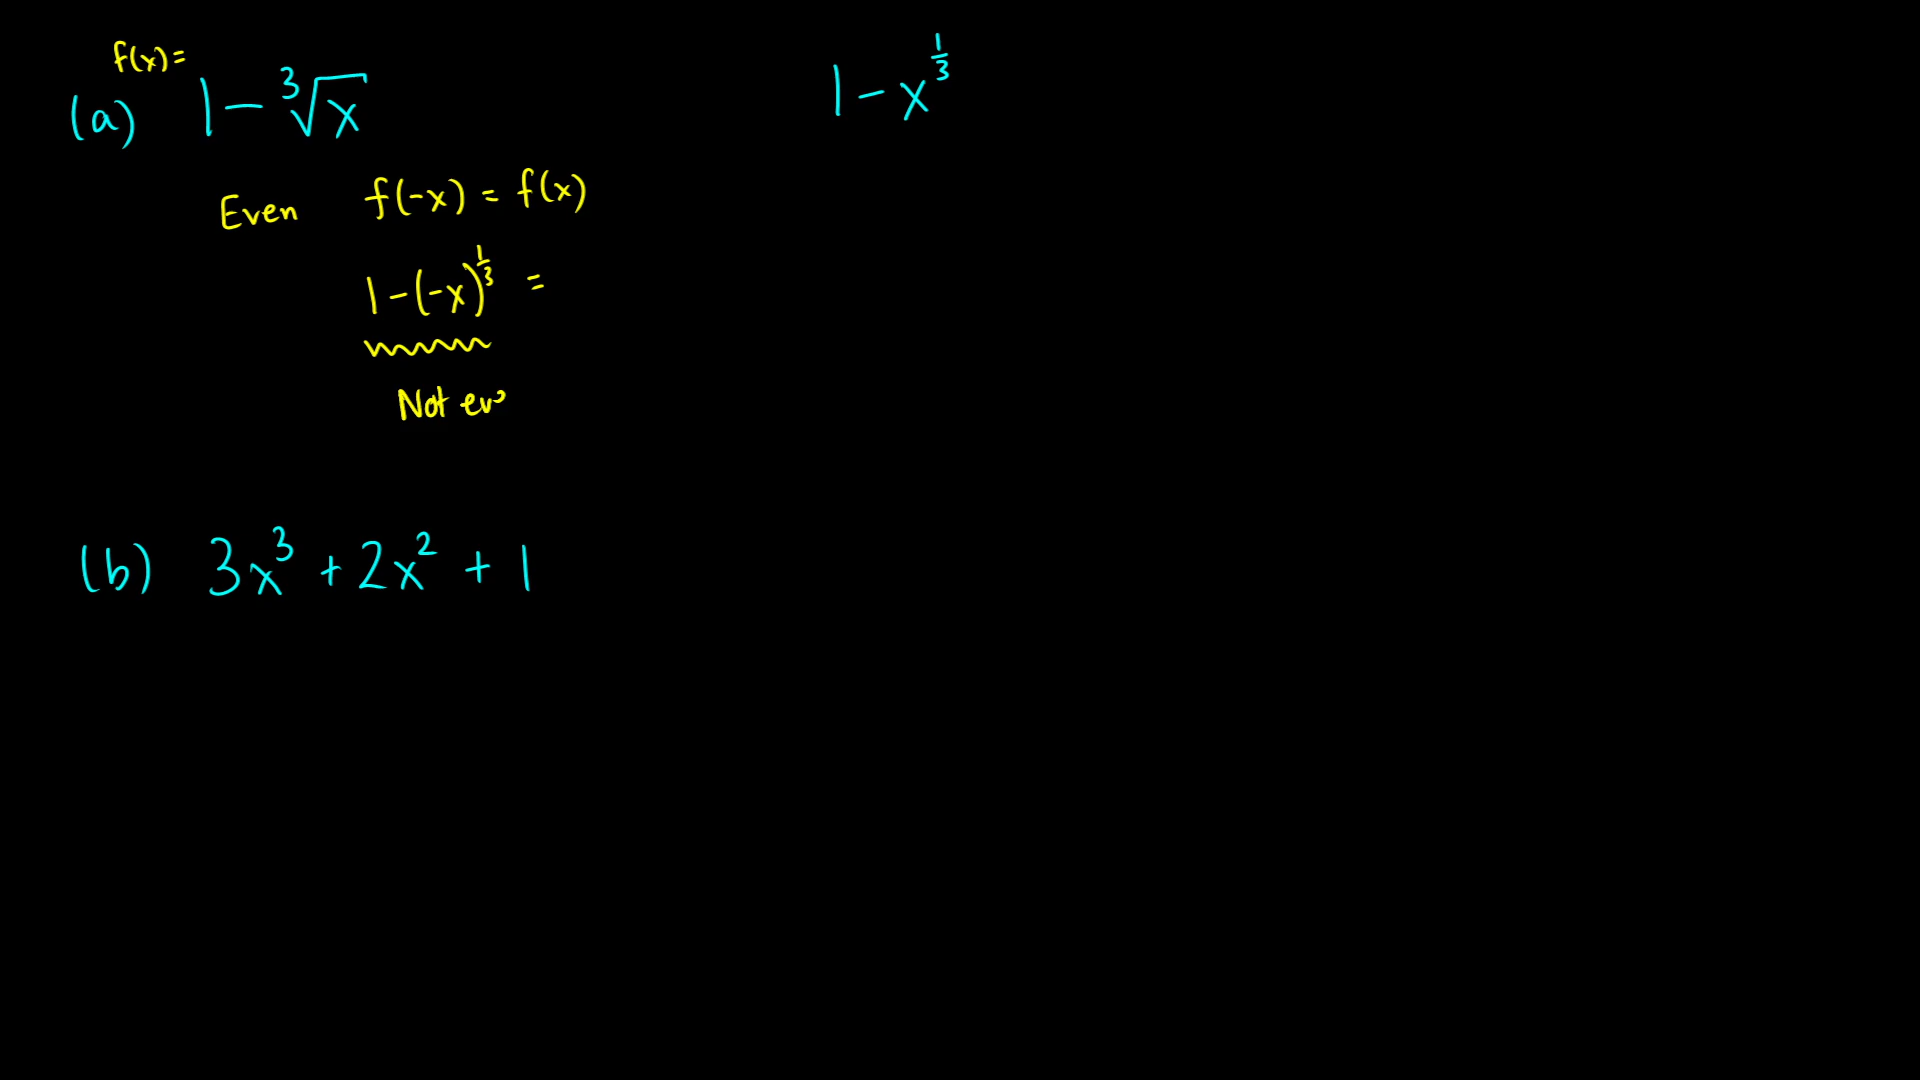 f(x)=
(a) 1 - ∛x
1 - x^(1/3)
Even f(-x) = f(x)
1 - (-x)^(1/3) =
Not ev
(b) 3x³ + 2x² + 1